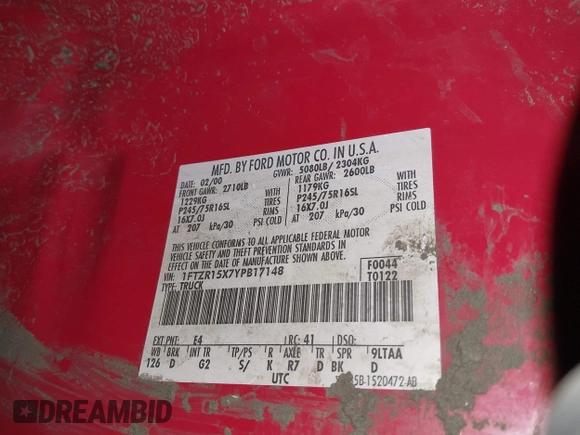 MFD. BY FORD MOTOR CO. IN U.S.A.
DATE: 02/00 GVWR: 5080LB/ 2304KG
FRONT GAWR: 2710LB REAR GAWR: 2600LB
1229KG WITH 1179KG WITH
P245/75R16SL TIRES P245/75R16SL TIRES
16X7.0J RIMS 16X7.0J RIMS
AT 207 kPa/30 PSI COLD AT 207 kPa/30 PSI COLD
THIS VEHICLE CONFORMS TO ALL APPLICABLE FEDERAL MOTOR
VEHICLE SAFETY AND THEFT PREVENTION STANDARDS IN
EFFECT ON THE DATE OF MANUFACTURE SHOWN ABOVE.
VIN: 1FTZR15X7YPB17148 F0044
TYPE: TRUCK T0122
EXT PNT: E4 RC: 41 DSO:
WB BRK INT TR TP/PS R AXLE TR SPR 9LTAA
126 D G2 S/ K R7 D BK D
UTC 5B-1520472-AB
DREAMBID